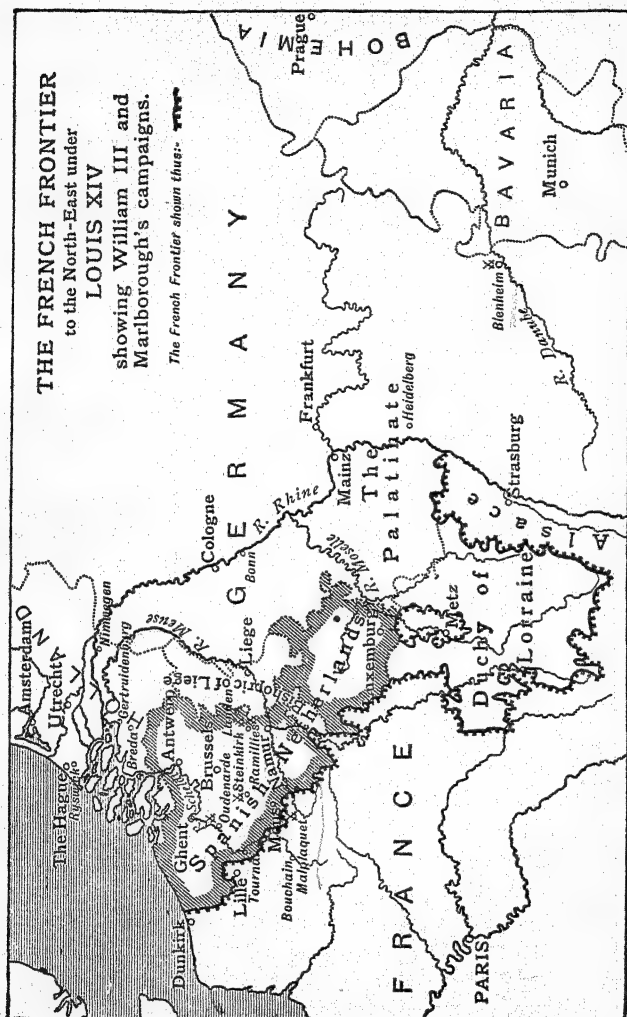 THE FRENCH FRONTIER
to the North-East under
LOUIS XIV
showing William III and
Marlborough's campaigns.
The French Frontier shown thus:-
BOHEMIA
Prague
BAVARIA
Munich
Blenheim
R. Danube
GERMANY
Frankfurt
Mainz
The
Palatinate
Heidelberg
Strasburg
Cologne
Bonn
R. Rhine
R. Moselle
R. Meuse
Liege
Bishopric of Liege
Amsterdam
Utrecht
The Hague
Ryswick
Nimwegen
Gertruidenburg
Breda
Antwerp
Ghent
Brussels
Oudenarde
Steinkirk
Ramillies
Namur
Spanish Netherlands
Luxemburg
Metz
Duchy of
Lorraine
Dunkirk
Lille
Tournai
Bouchain
Malplaquet
FRANCE
PARIS